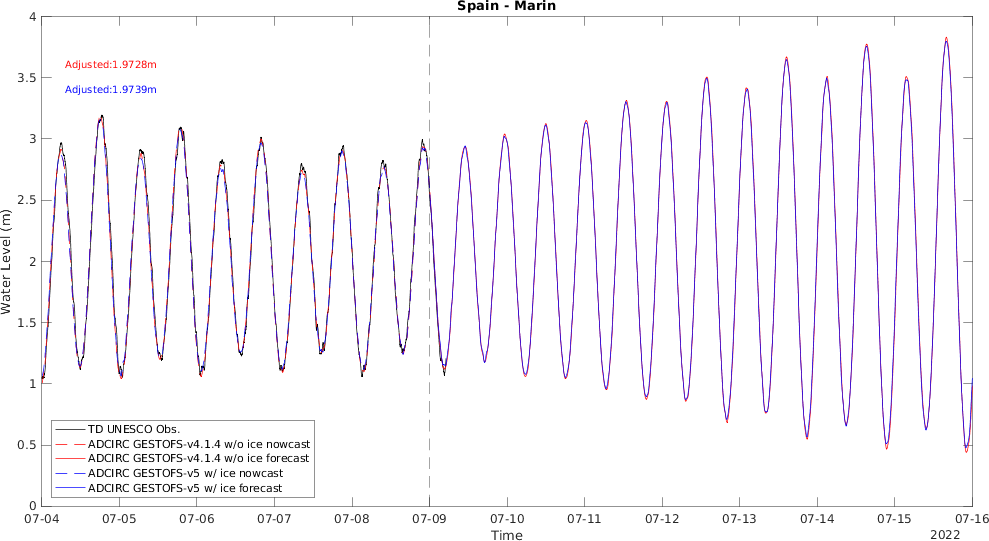 Spain - Marin
4
3.5
3
2.5
2
1.5
1
0.5
0
Water Level (m)
Adjusted:1.9728m
Adjusted:1.9739m
TD UNESCO Obs.
ADCIRC GESTOFS-v4.1.4 w/o ice nowcast
ADCIRC GESTOFS-v4.1.4 w/o ice forecast
ADCIRC GESTOFS-v5 w/ ice nowcast
ADCIRC GESTOFS-v5 w/ ice forecast
07-04 07-05 07-06 07-07 07-08 07-09 07-10 07-11 07-12 07-13 07-14 07-15 07-16
Time
2022